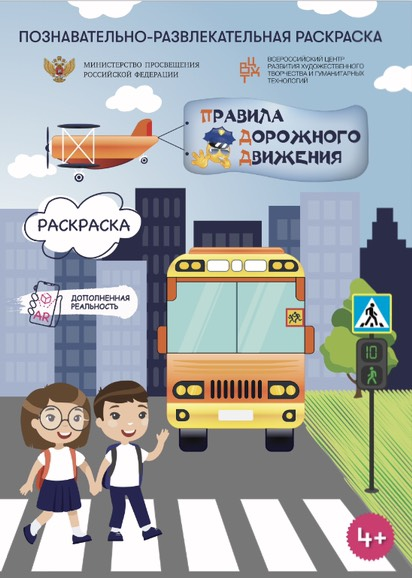 ПОЗНАВАТЕЛЬНО-РАЗВЛЕКАТЕЛЬНАЯ РАСКРАСКА
МИНИСТЕРСТВО ПРОСВЕЩЕНИЯ
РОССИЙСКОЙ ФЕДЕРАЦИИ
ВСЕРОССИЙСКИЙ ЦЕНТР
РАЗВИТИЯ ХУДОЖЕСТВЕННОГО
ТВОРЧЕСТВА И ГУМАНИТАРНЫХ
ТЕХНОЛОГИЙ
ПРАВИЛА
ДОРОЖНОГО
ДВИЖЕНИЯ
РАСКРАСКА
ДОПОЛНЕННАЯ
РЕАЛЬНОСТЬ
AR
10
4+